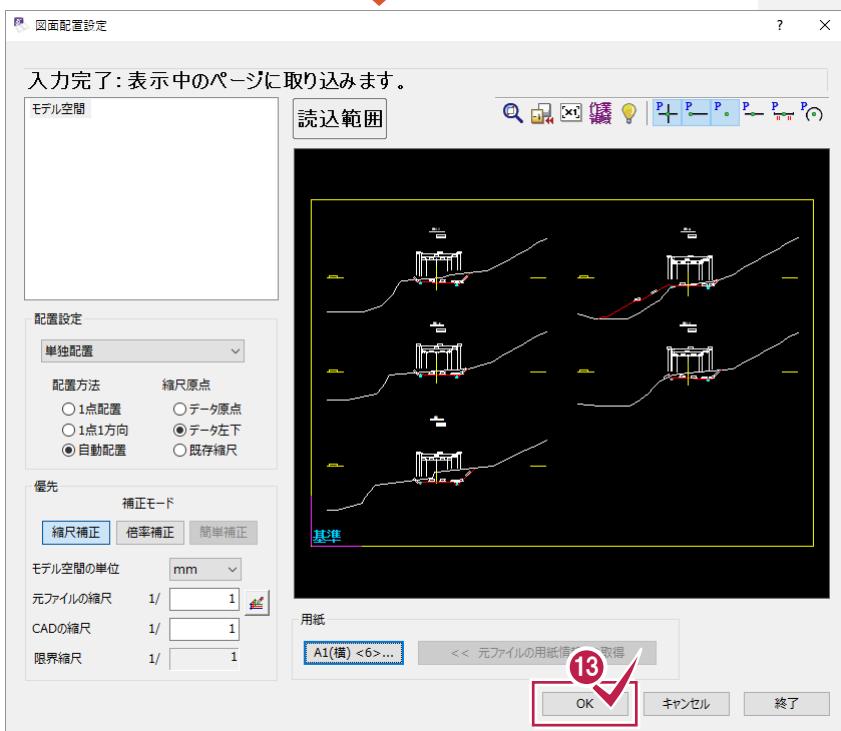 図面配置設定
?
入力完了：表示中のページに取り込みます。
モデル空間
読込範囲
x1
作業
線種
P P P P P P
基準
配置設定
単独配置
配置方法 縮尺原点
1点配置 データ原点
1点1方向 データ左下
自動配置 既存縮尺
優先
補正モード
縮尺補正 倍率補正 簡単補正
モデル空間の単位 mm
元ファイルの縮尺 1/ 1
CADの縮尺 1/ 1
限界縮尺 1/ 1
用紙
A1(横) <6>... << 元ファイルの用紙情 取得
13
OK キャンセル 終了